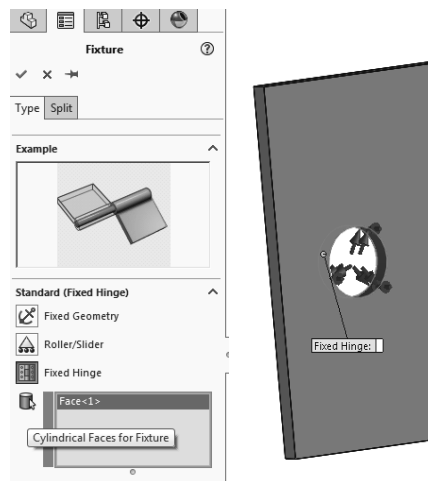 Fixture
Type Split
Example
Standard (Fixed Hinge)
Fixed Geometry
Roller/Slider
Fixed Hinge
Face<1>
Cylindrical Faces for Fixture
Fixed Hinge: